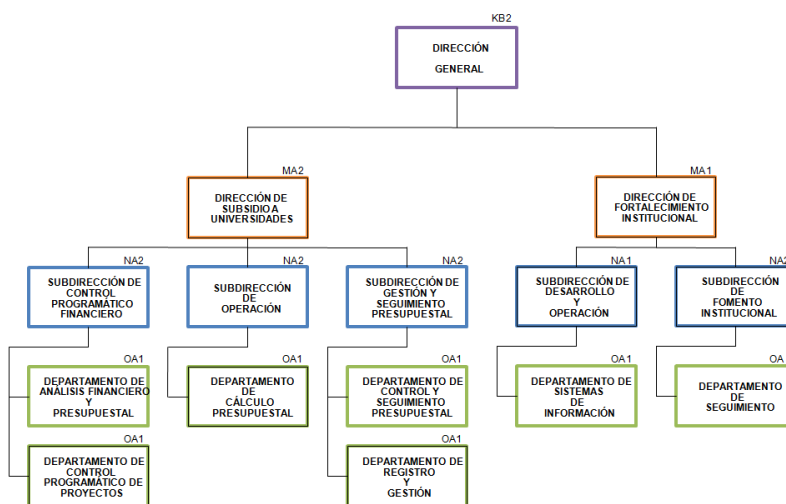 KB2
DIRECCIÓN
GENERAL
MA2
DIRECCIÓN DE
SUBSIDIO A
UNIVERSIDADES
MA1
DIRECCIÓN DE
FORTALECIMIENTO
INSTITUCIONAL
NA2
SUBDIRECCIÓN DE
CONTROL
PROGRAMÁTICO
FINANCIERO
NA2
SUBDIRECCIÓN
DE
OPERACIÓN
NA2
SUBDIRECCIÓN DE
GESTIÓN Y
SEGUIMIENTO
PRESUPUESTAL
NA1
SUBDIRECCIÓN DE
DESARROLLO
Y
OPERACIÓN
NA2
SUBDIRECCIÓN
DE
FOMENTO
INSTITUCIONAL
OA1
DEPARTAMENTO DE
ANÁLISIS FINANCIERO
Y
PRESUPUESTAL
OA1
DEPARTAMENTO
DE
CÁLCULO
PRESUPUESTAL
OA1
DEPARTAMENTO DE
CONTROL Y
SEGUIMIENTO
PRESUPUESTAL
OA1
DEPARTAMENTO DE
SISTEMAS
DE
INFORMACIÓN
OA
DEPARTAMENTO
DE
SEGUIMIENTO
OA1
DEPARTAMENTO DE
CONTROL
PROGRAMÁTICO DE
PROYECTOS
OA1
DEPARTAMENTO DE
REGISTRO
Y
GESTIÓN